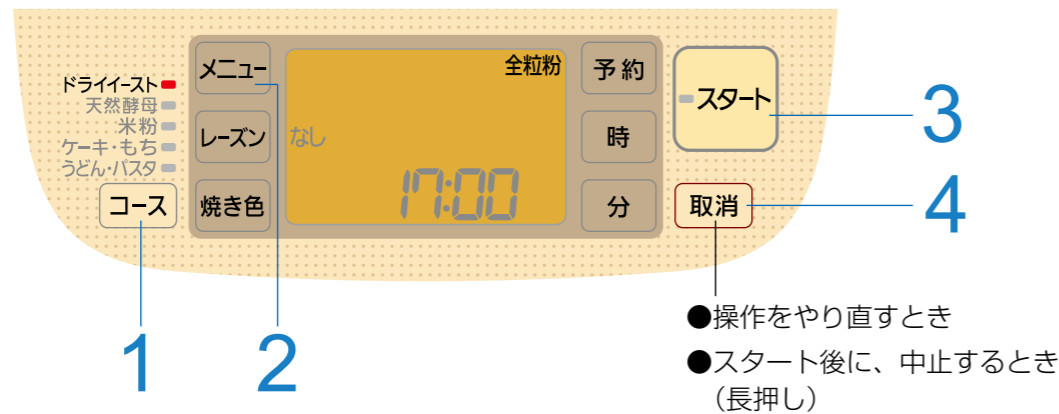 ドライイースト
天然酵母
米粉
ケーキ・もち
うどん・パスタ
コース
メニュー
レーズン
焼き色
全粒粉
なし
17:00
予約
時
分
スタート
取消
1
2
3
4
●操作をやり直すとき
●スタート後に、中止するとき
（長押し）